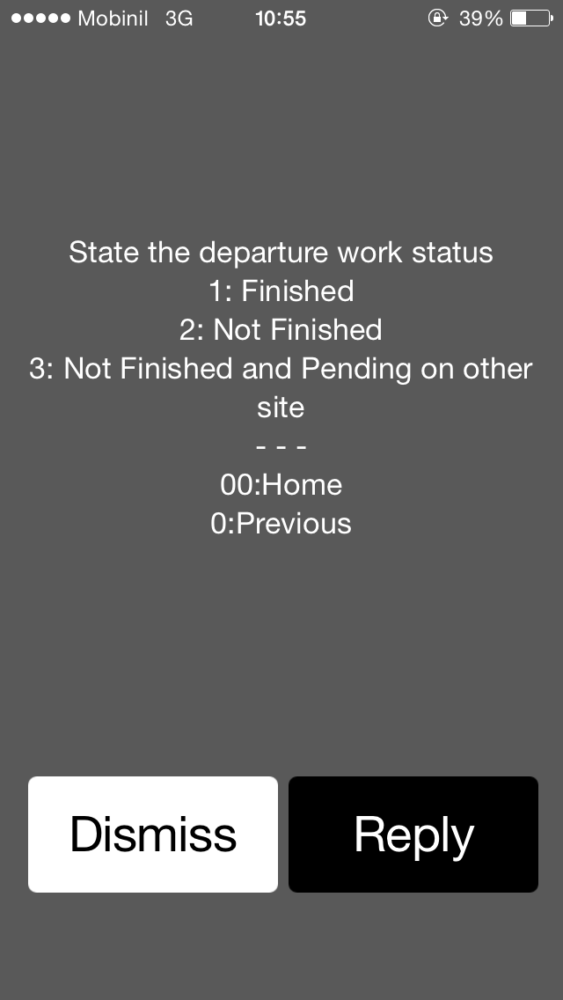 Mobinil 3G 10:55 39%
State the departure work status
1: Finished
2: Not Finished
3: Not Finished and Pending on other
site
- - -
00:Home
0:Previous
Dismiss Reply